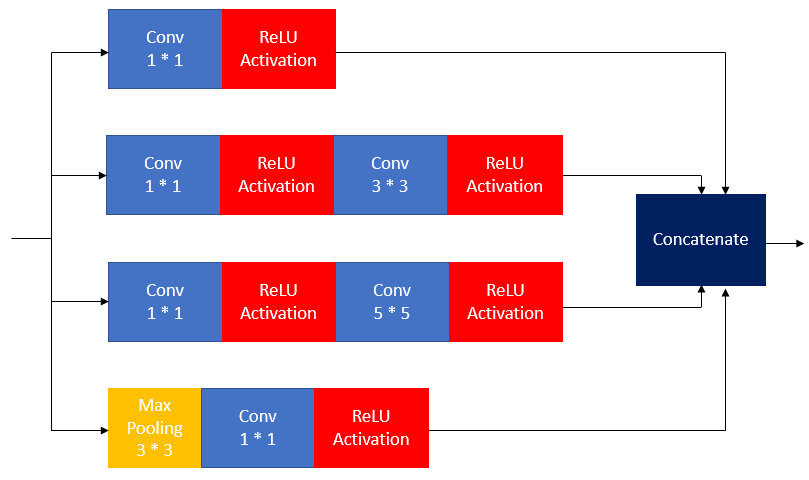 Conv
1 * 1
ReLU
Activation
Conv
1 * 1
ReLU
Activation
Conv
3 * 3
ReLU
Activation
Concatenate
Conv
1 * 1
ReLU
Activation
Conv
5 * 5
ReLU
Activation
Max
Pooling
3 * 3
Conv
1 * 1
ReLU
Activation